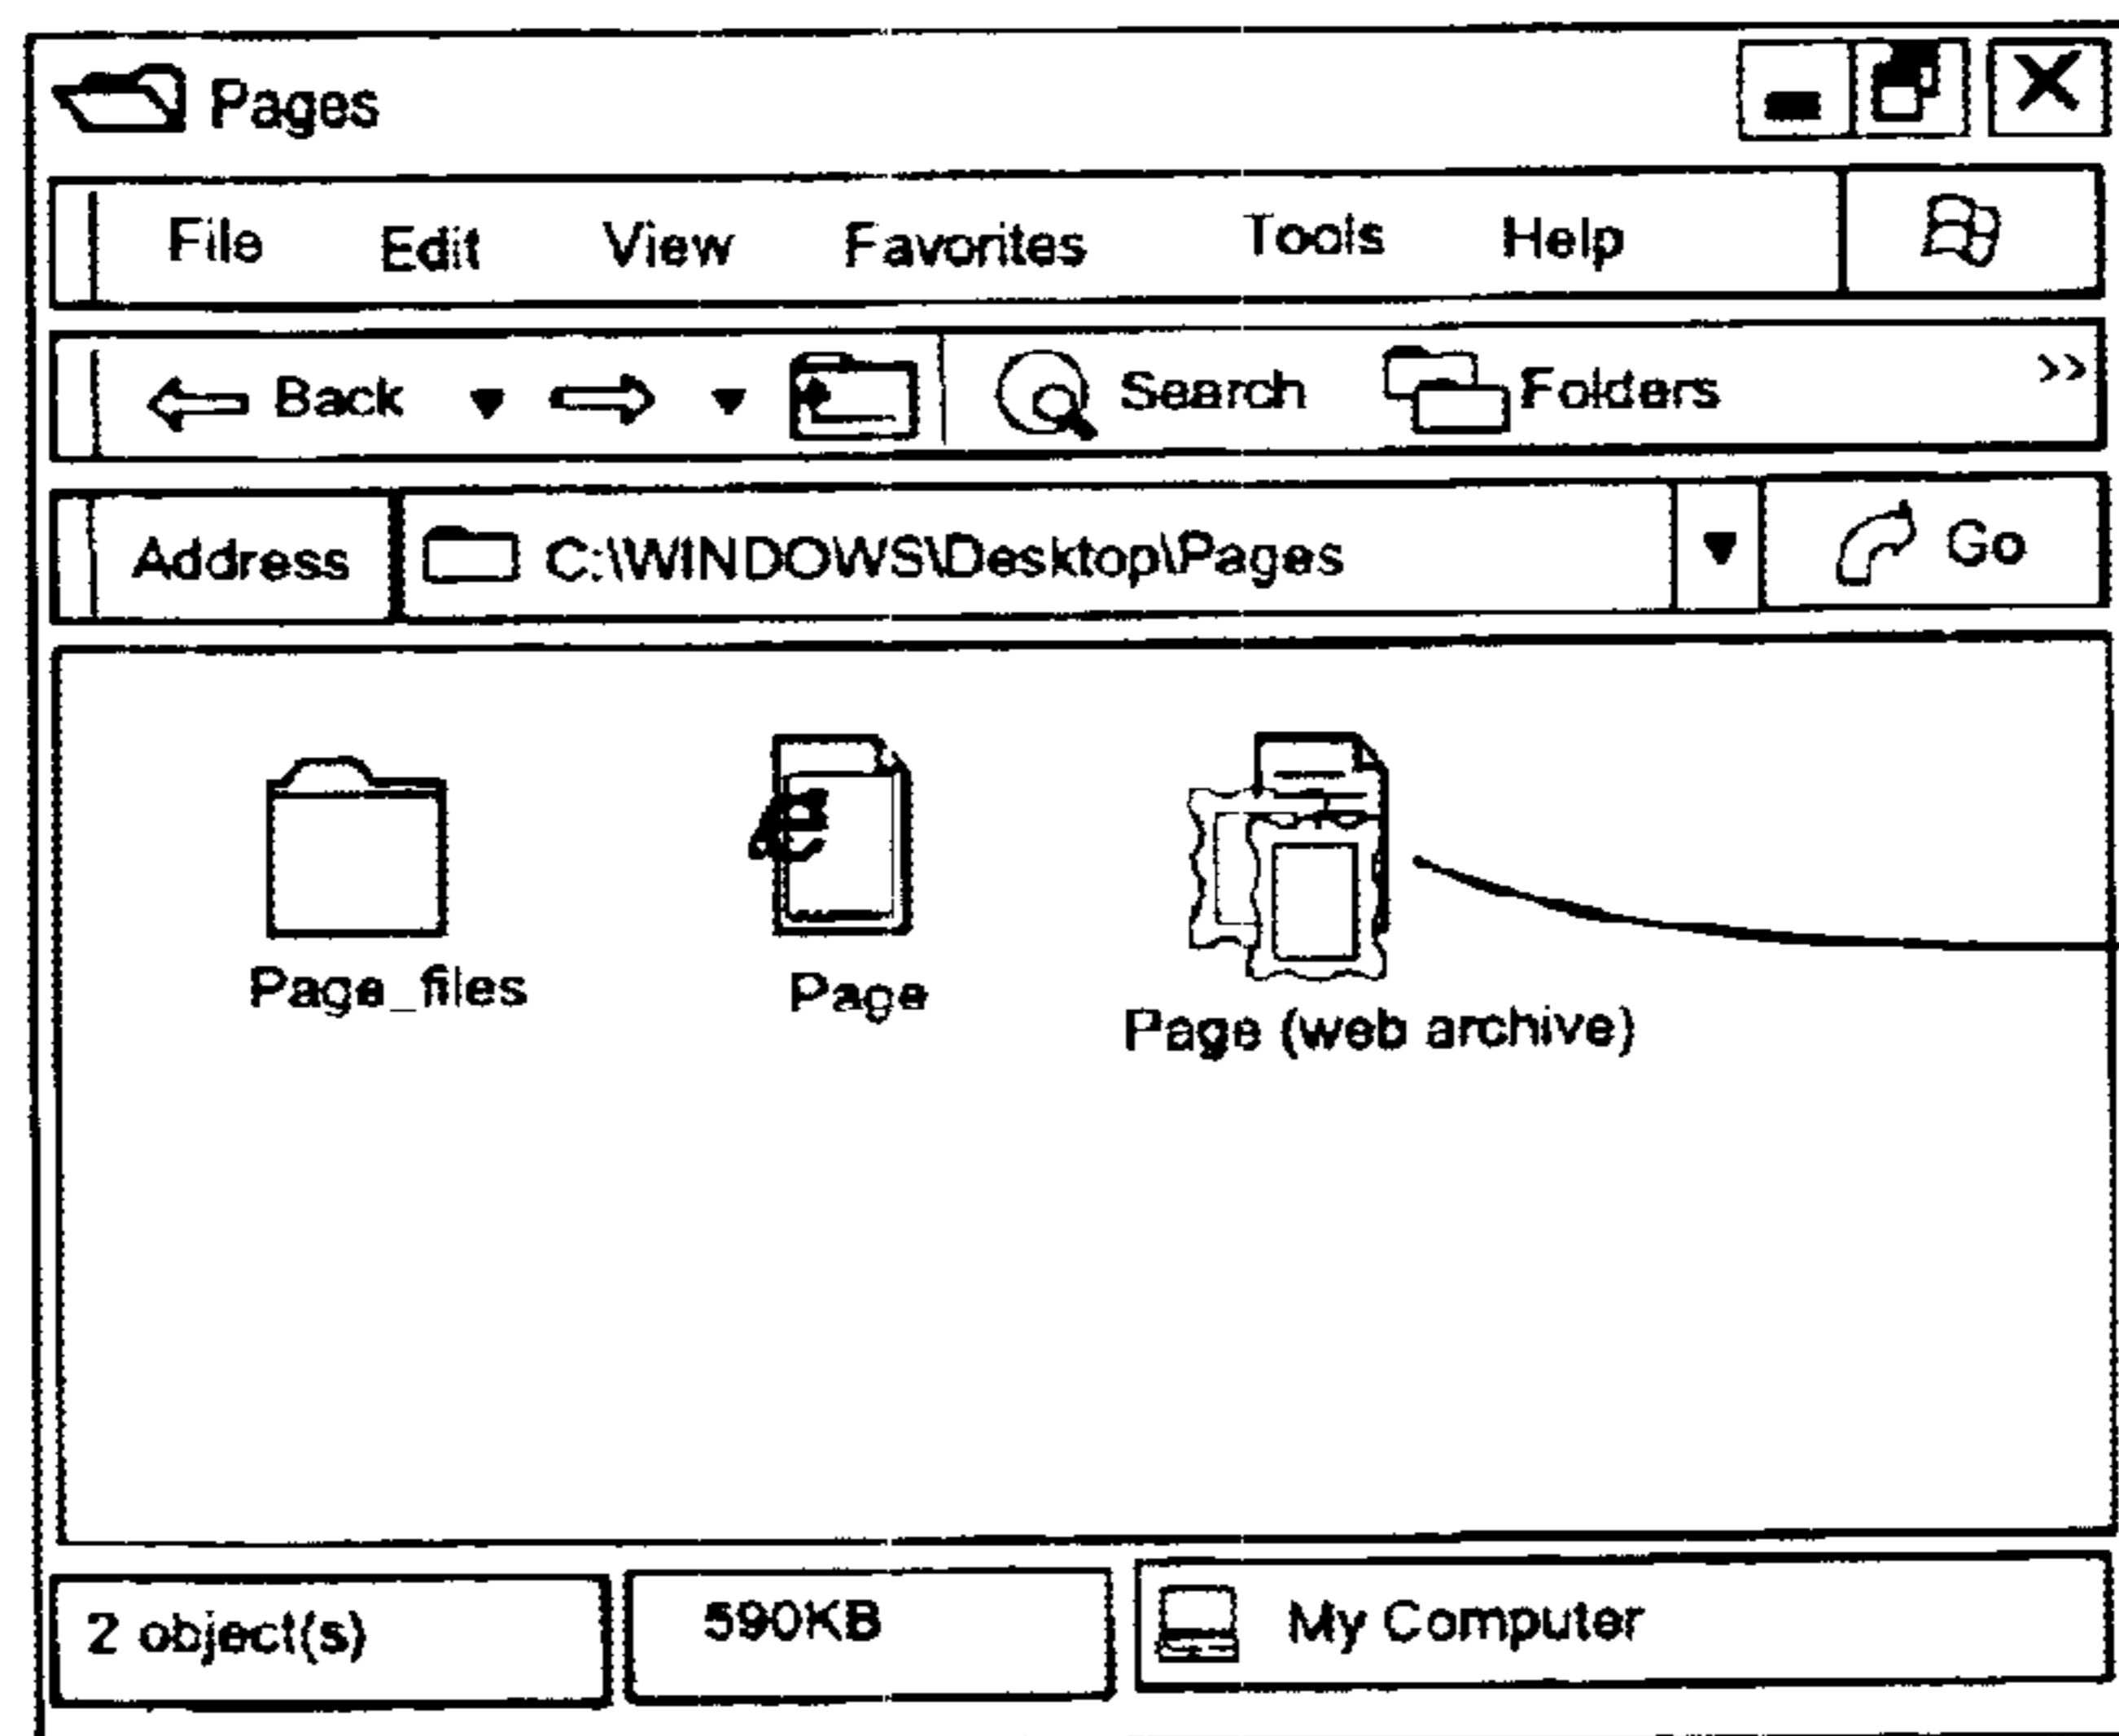 Pages
File Edit View Favorites Tools Help
Back Search Folders >>
Address C:\WINDOWS\Desktop\Pages Go
Page_files Page Page (web archive)
2 object(s) 590KB My Computer